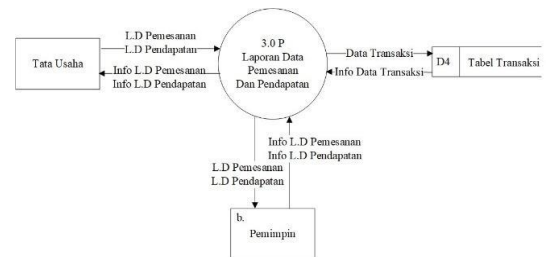 L.D Pemesanan
L.D Pendapatan
Tata Usaha
Info L.D Pemesanan
Info L.D Pendapatan
3.0 P
Laporan Data
Pemesanan
Dan Pendapatan
Data Transaksi
Info Data Transaksi
D4
Tabel Transaksi
Info L.D Pemesanan
Info L.D Pendapatan
L.D Pemesanan
L.D Pendapatan
b.
Pemimpin